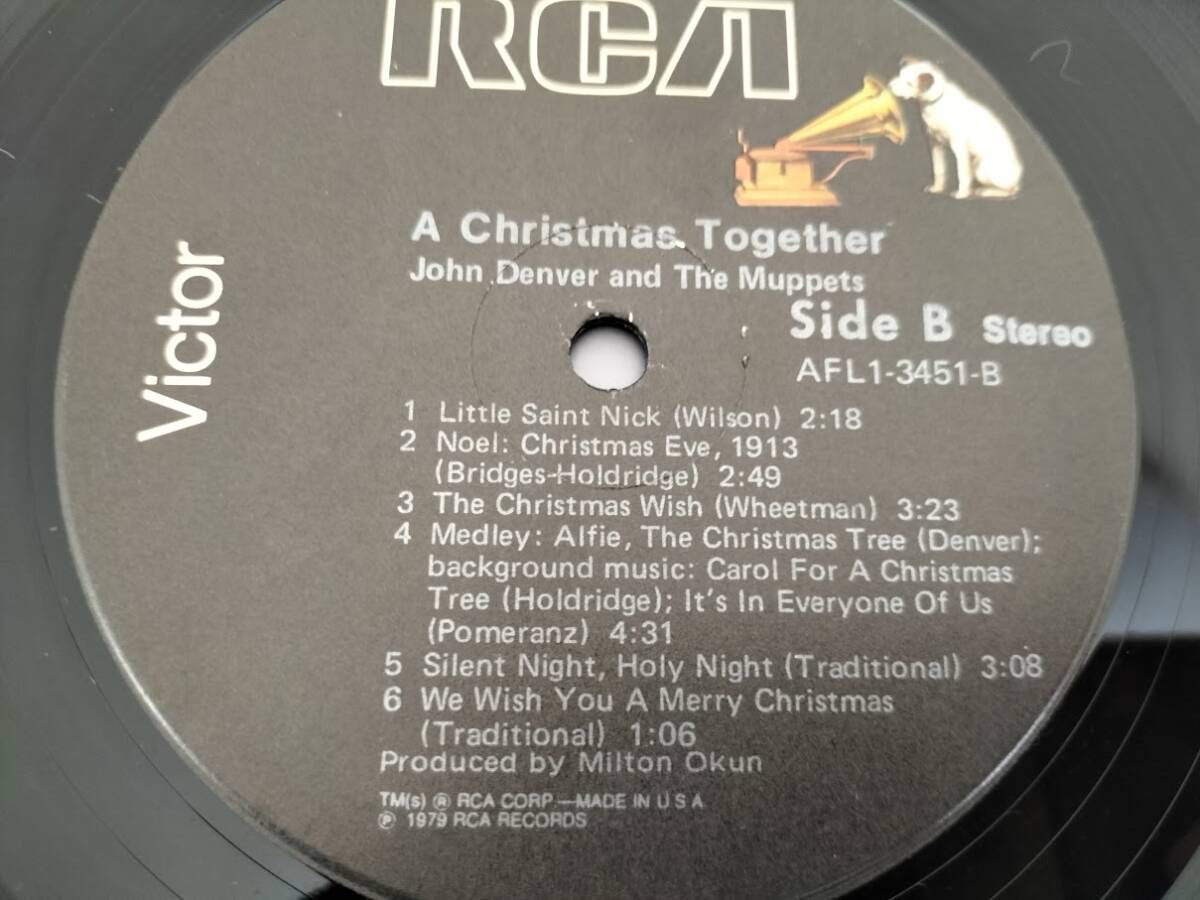 RCA
Victor
A Christmas Together
John Denver and The Muppets
Side B Stereo
AFL1-3451-B
1 Little Saint Nick (Wilson) 2:18
2 Noel: Christmas Eve, 1913
(Bridges-Holdridge) 2:49
3 The Christmas Wish (Wheetman) 3:23
4 Medley: Alfie, The Christmas Tree (Denver);
background music: Carol For A Christmas
Tree (Holdridge); It's In Everyone Of Us
(Pomeranz) 4:31
5 Silent Night, Holy Night (Traditional) 3:08
6 We Wish You A Merry Christmas
(Traditional) 1:06
Produced by Milton Okun
TM(s) ® RCA CORP.—MADE IN U S A
℗ 1979 RCA RECORDS